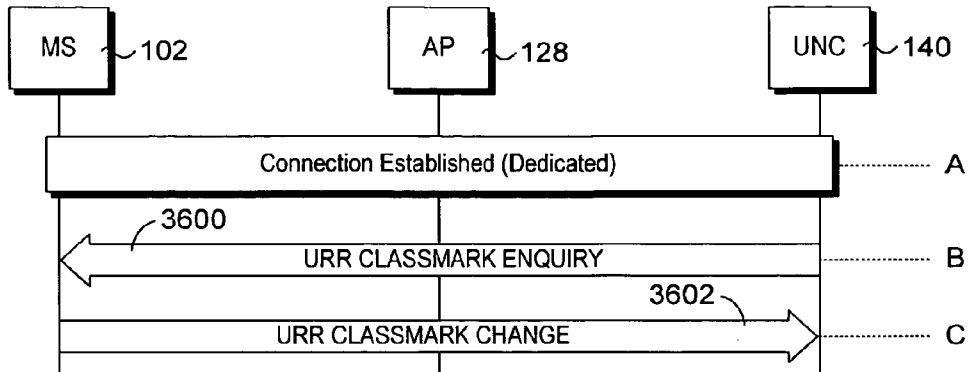 MS 102 AP 128 UNC 140
Connection Established (Dedicated) A
3600
URR CLASSMARK ENQUIRY B
3602
URR CLASSMARK CHANGE C